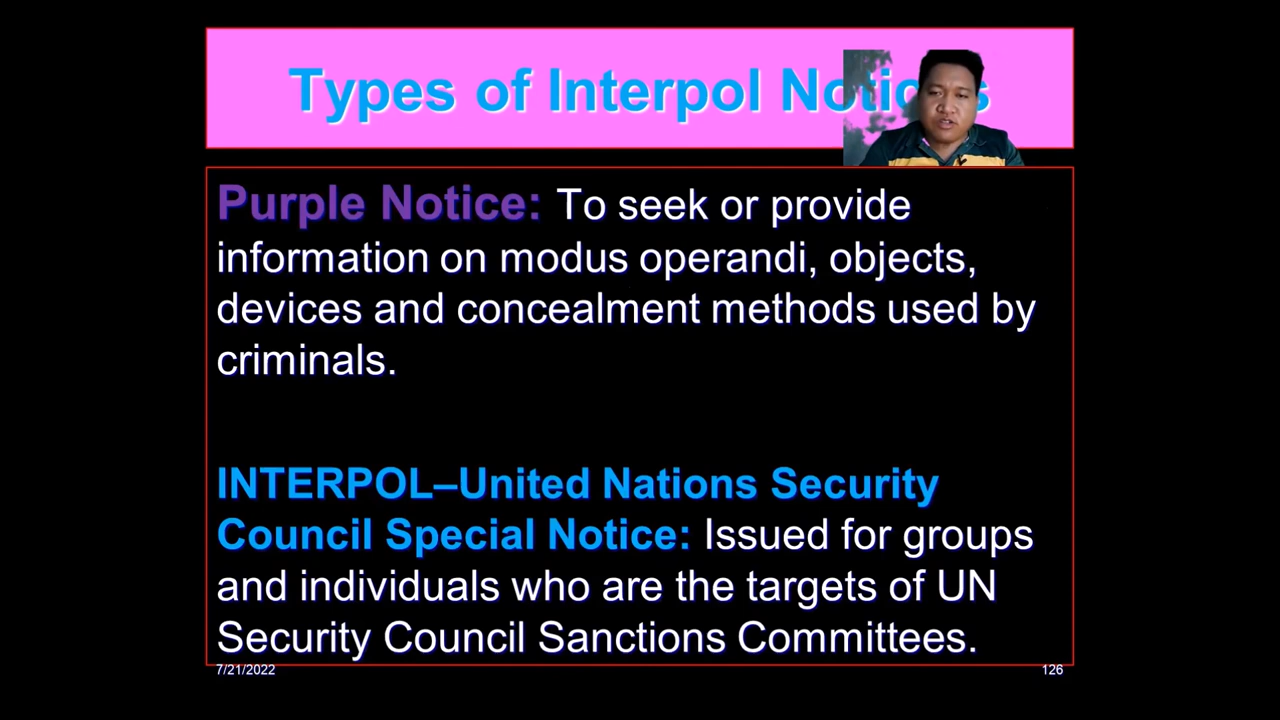 Types of Interpol Notices
Purple Notice: To seek or provide
information on modus operandi, objects,
devices and concealment methods used by
criminals.
INTERPOL–United Nations Security
Council Special Notice: Issued for groups
and individuals who are the targets of UN
Security Council Sanctions Committees.
7/21/2022
126